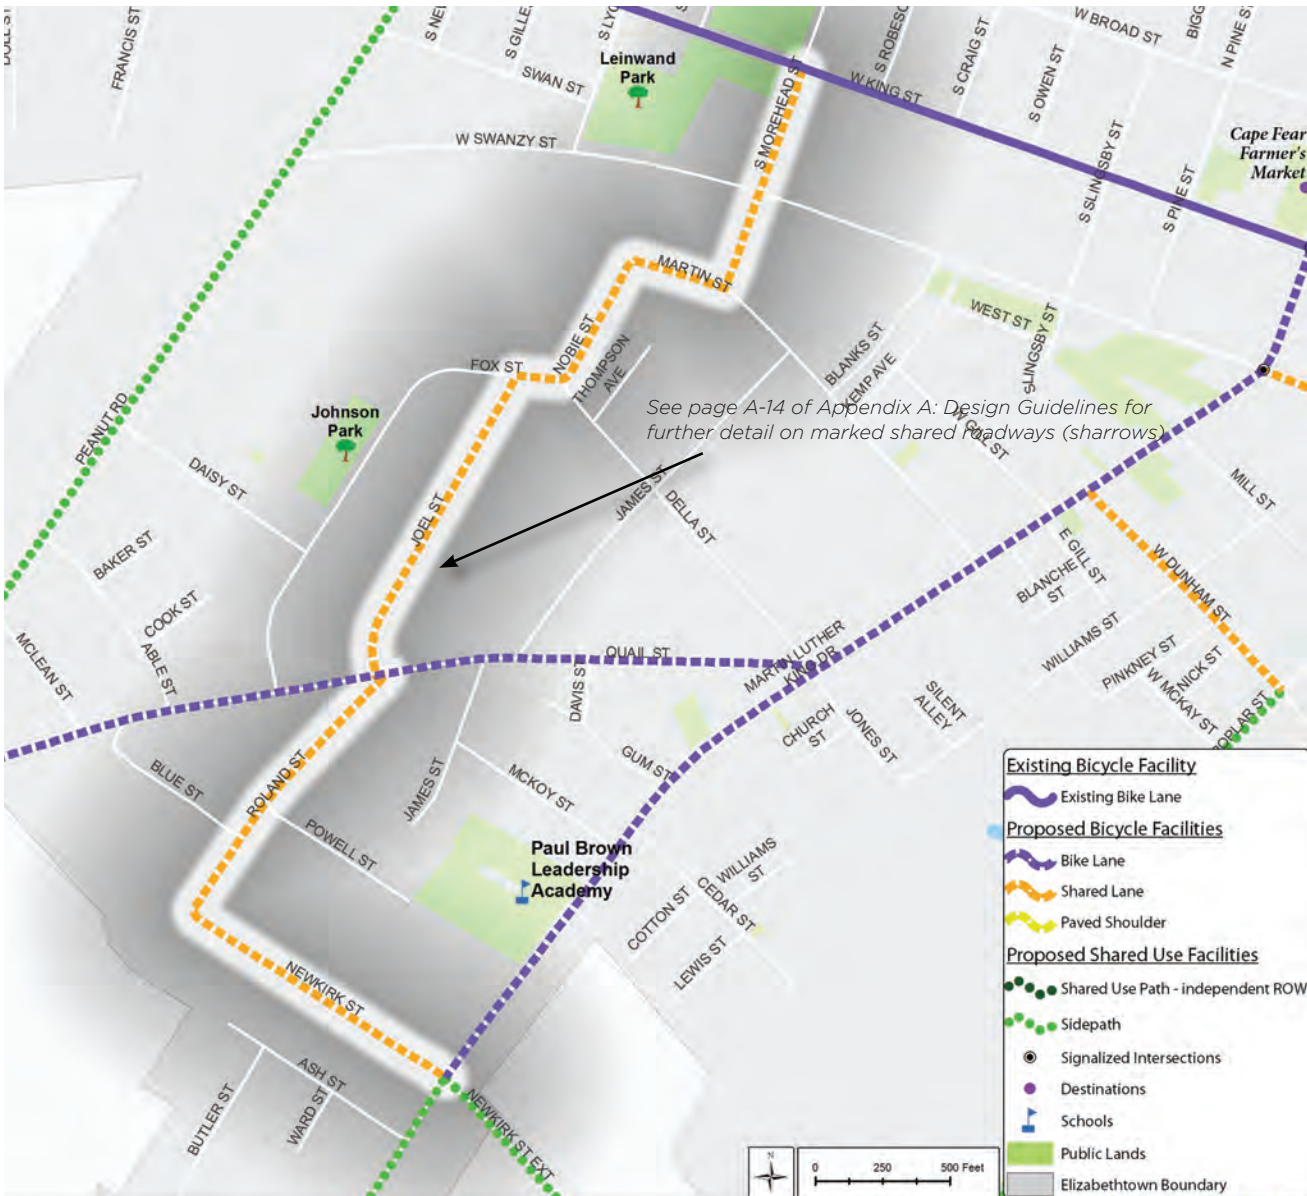 DOLL ST
FRANCIS ST
S NEW
S GILLE
S LYO
S ROBESO
W BROAD ST
BIGG
N PINE ST
Leinwand
Park
SWAN ST
S MOREHEAD ST
W KING ST
S CRAIG ST
S OWEN ST
W SWANZY ST
S SLINGSBY ST
S PINE ST
Cape Fear
Farmer's
Market
MARTIN ST
PEANUT RD
NOBIE ST
FOX ST
THOMPSON
AVE
BLANKS ST
KEMP AVE
WEST ST
SLINGSBY ST
Johnson
Park
See page A-14 of Appendix A: Design Guidelines for
further detail on marked shared roadways (sharrows)
W GILL ST
DAISY ST
JOEL ST
JAMES ST
DELLA ST
MILL ST
BAKER ST
COOK ST
ABLE ST
MCLEAN ST
E GILL ST
BLANCHE
ST
W DUNHAM ST
WILLIAMS ST
PINKNEY ST
NICK ST
W MCKAY ST
POPLAR ST
QUAIL ST
MARTIN LUTHER
KING DR
DAVIS ST
CHURCH
ST
JONES ST
SILENT
ALLEY
GUM ST
BLUE ST
ROLAND ST
JAMES ST
MCKOY ST
POWELL ST
Paul Brown
Leadership
Academy
COTTON ST
C WILLIAMS
ST
CEDAR ST
LEWIS ST
NEWKIRK ST
ASH ST
BUTLER ST
WARD ST
NEWKIRK ST EXT
Existing Bicycle Facility
Existing Bike Lane
Proposed Bicycle Facilities
Bike Lane
Shared Lane
Paved Shoulder
Proposed Shared Use Facilities
Shared Use Path - independent ROW
Sidepath
Signalized Intersections
Destinations
Schools
Public Lands
Elizabethtown Boundary
N
0 250 500 Feet